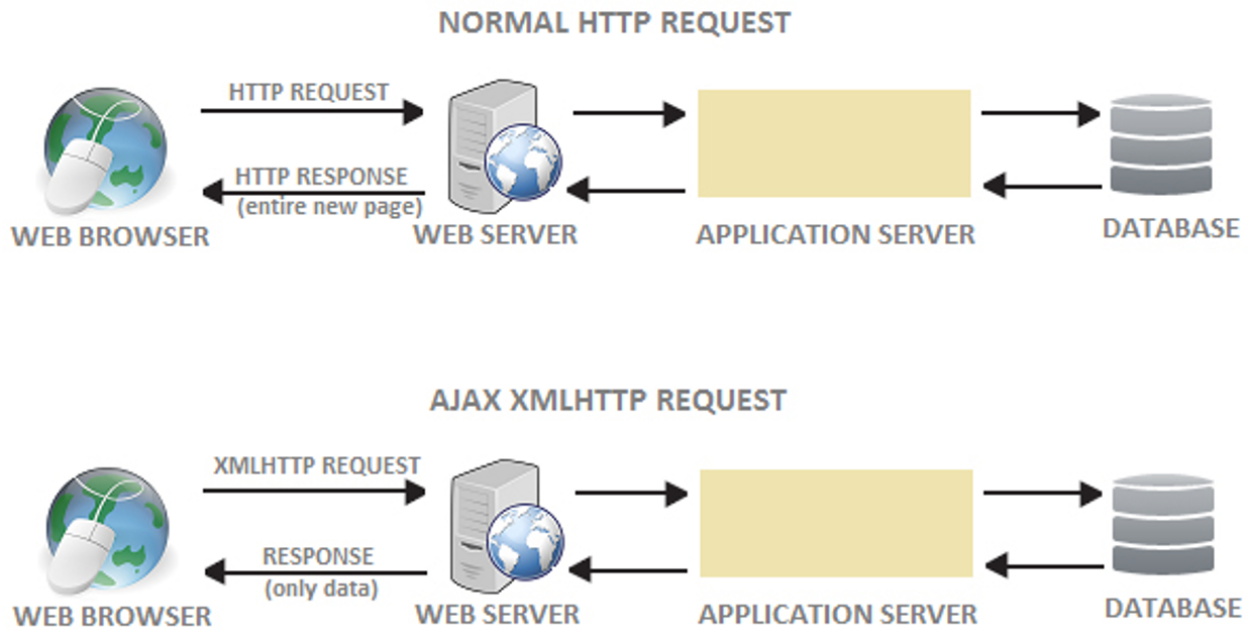 NORMAL HTTP REQUEST
HTTP REQUEST
HTTP RESPONSE
(entire new page)
WEB BROWSER
WEB SERVER
APPLICATION SERVER
DATABASE
AJAX XMLHTTP REQUEST
XMLHTTP REQUEST
RESPONSE
(only data)
WEB BROWSER
WEB SERVER
APPLICATION SERVER
DATABASE